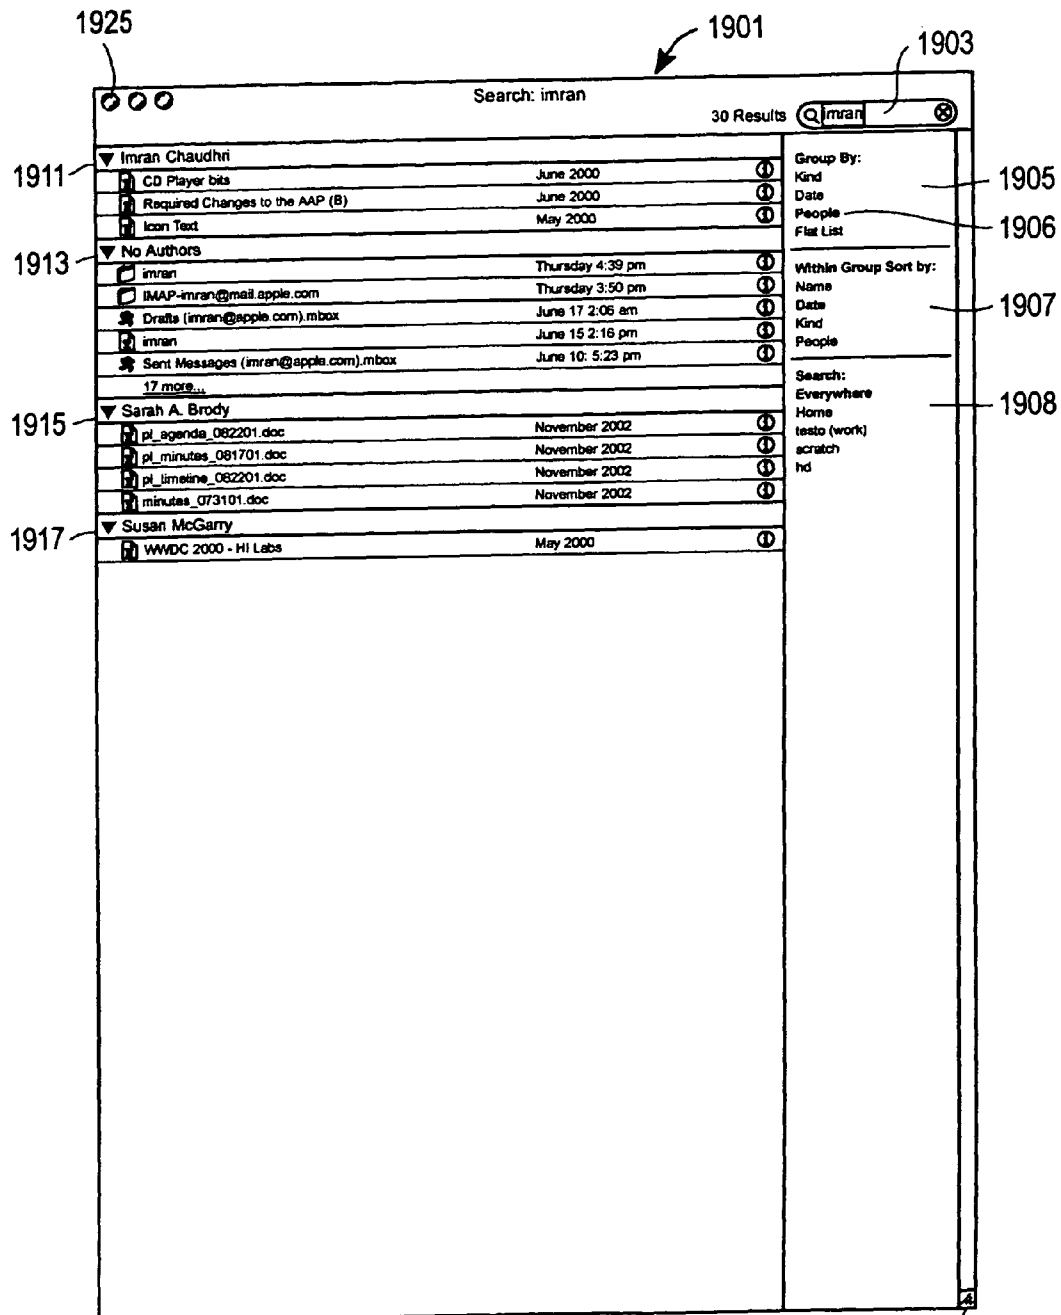 1925
1901
1903
Search: imran
30 Results
imran
1911
Imran Chaudhri
CD Player bits June 2000
Required Changes to the AAP (B) June 2000
Icon Text May 2000
1913
No Authors
imran Thursday 4:39 pm
IMAP-imran@mail.apple.com Thursday 3:50 pm
Drafts (imran@apple.com).mbox June 17 2:06 am
imran June 15 2:16 pm
Sent Messages (imran@apple.com).mbox June 10: 5:23 pm
17 more...
1915
Sarah A. Brody
pl_agenda_082201.doc November 2002
pl_minutes_081701.doc November 2002
pl_timeline_082201.doc November 2002
minutes_073101.doc November 2002
1917
Susan McGarry
WWDC 2000 - HI Labs May 2000
Group By:
Kind
Date
People
Flat List
1905
1906
Within Group Sort by:
Name
Date
Kind
People
1907
Search:
Everywhere
Home
testo (work)
scratch
hd
1908